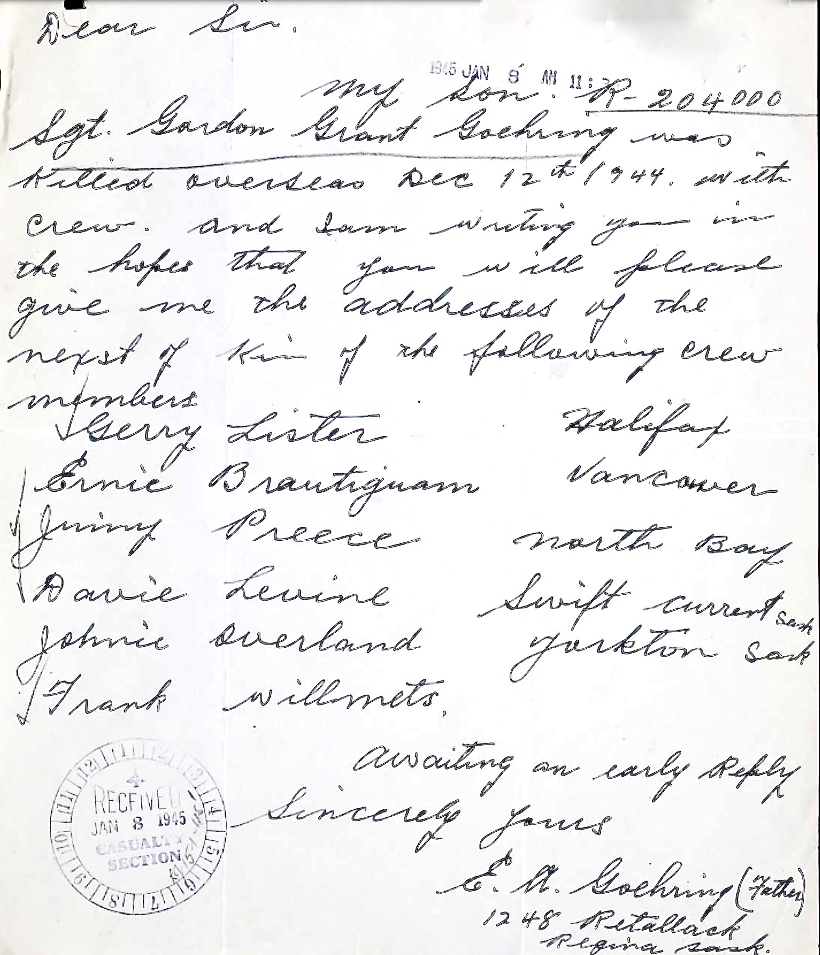 Dear Sir.
1945 JAN 8 AM 11:
My Son. R-204000
Sgt. Gordon Grant Goehring was
Killed overseas Dec 12th/944. with
crew. and Iam writing you in
the hopes that you will please
give me the addresses of the
nexst of Kin of the following crew
members
Gerry Lister Halifax
Ernie Brautiguam Vancouver
Jimmy Preece North Bay
Davie Levine Swift Current Sask
Johnie Overland Yorkton Sask
Frank Willmets.
Awaiting an early Reply
Sincerely Yours
E. A. Goehring (Father)
1248 Retallack
Regina Sask.
RECEIVED
JAN 8 1945
CASUALTY
SECTION